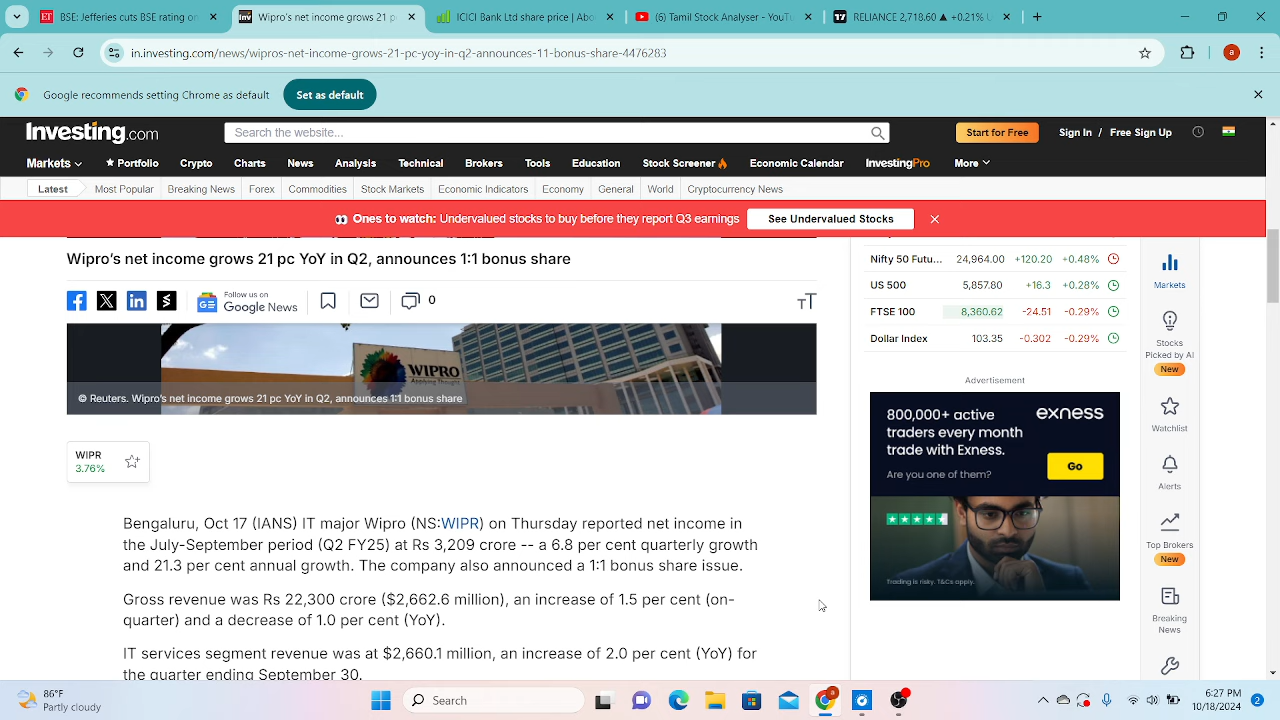 ET
Sensex closes
inv
Wipro's net income grows 21 pc
ICICI Bank Ltd share price | Abo
(6) Tamil Stock Analyser - YouT
17
RELIANCE 2,718.60 ▲ +0.21%
in.investing.com/news/wipros-net-income-grows-21-pc-yoy-in-q2-announces-11-bonus-share-4476283
a
Google recommends setting Chrome as default
Set as default
Investing.com
Search the website...
Start for Free
Sign In / Free Sign Up
Markets
★ Portfolio
Crypto
Charts
News
Analysis
Technical
Brokers
Tools
Education
Stock Screener
Economic Calendar
InvestingPro
More
Latest
Most Popular
Breaking News
Forex
Commodities
Stock Markets
Economic Indicators
Economy
General
World
Cryptocurrency News
👀 Ones to watch: Undervalued stocks to buy before they report Q3 earnings
See Undervalued Stocks
Wipro's net income grows 21 pc YoY in Q2, announces 1:1 bonus share
Follow us on
Google News
0
TT
WIPRO
© Reuters. Wipro's net income grows 21 pc YoY in Q2, announces 1:1 bonus share
WIPR
3.76%
Bengaluru, Oct 17 (IANS) IT major Wipro (NS:WIPR) on Thursday reported net income in
the July-September period (Q2 FY25) at Rs 3,209 crore -- a 6.8 per cent quarterly growth
and 21.3 per cent annual growth. The company also announced a 1:1 bonus share issue.
Gross revenue was Rs 22,300 crore ($2,662.6 million), an increase of 1.5 per cent (on-
quarter) and a decrease of 1.0 per cent (YoY).
IT services segment revenue was at $2,660.1 million, an increase of 2.0 per cent (YoY) for
the quarter ending September 30.
Nifty 50 Futu... 24,964.00 +120.20 +0.48%
US 500 5,857.80 +16.3 +0.28%
FTSE 100 8,360.62 -24.51 -0.29%
Dollar Index 103.35 -0.302 -0.29%
Advertisement
800,000+ active
traders every month
trade with Exness.
exness
Are you one of them?
Go
Trading is risky. T&Cs apply.
Markets
Stocks
Picked by AI
New
Watchlist
Alerts
Top Brokers
New
Breaking
News
86°F
Partly cloudy
Search
6:27 PM
10/18/2024
2